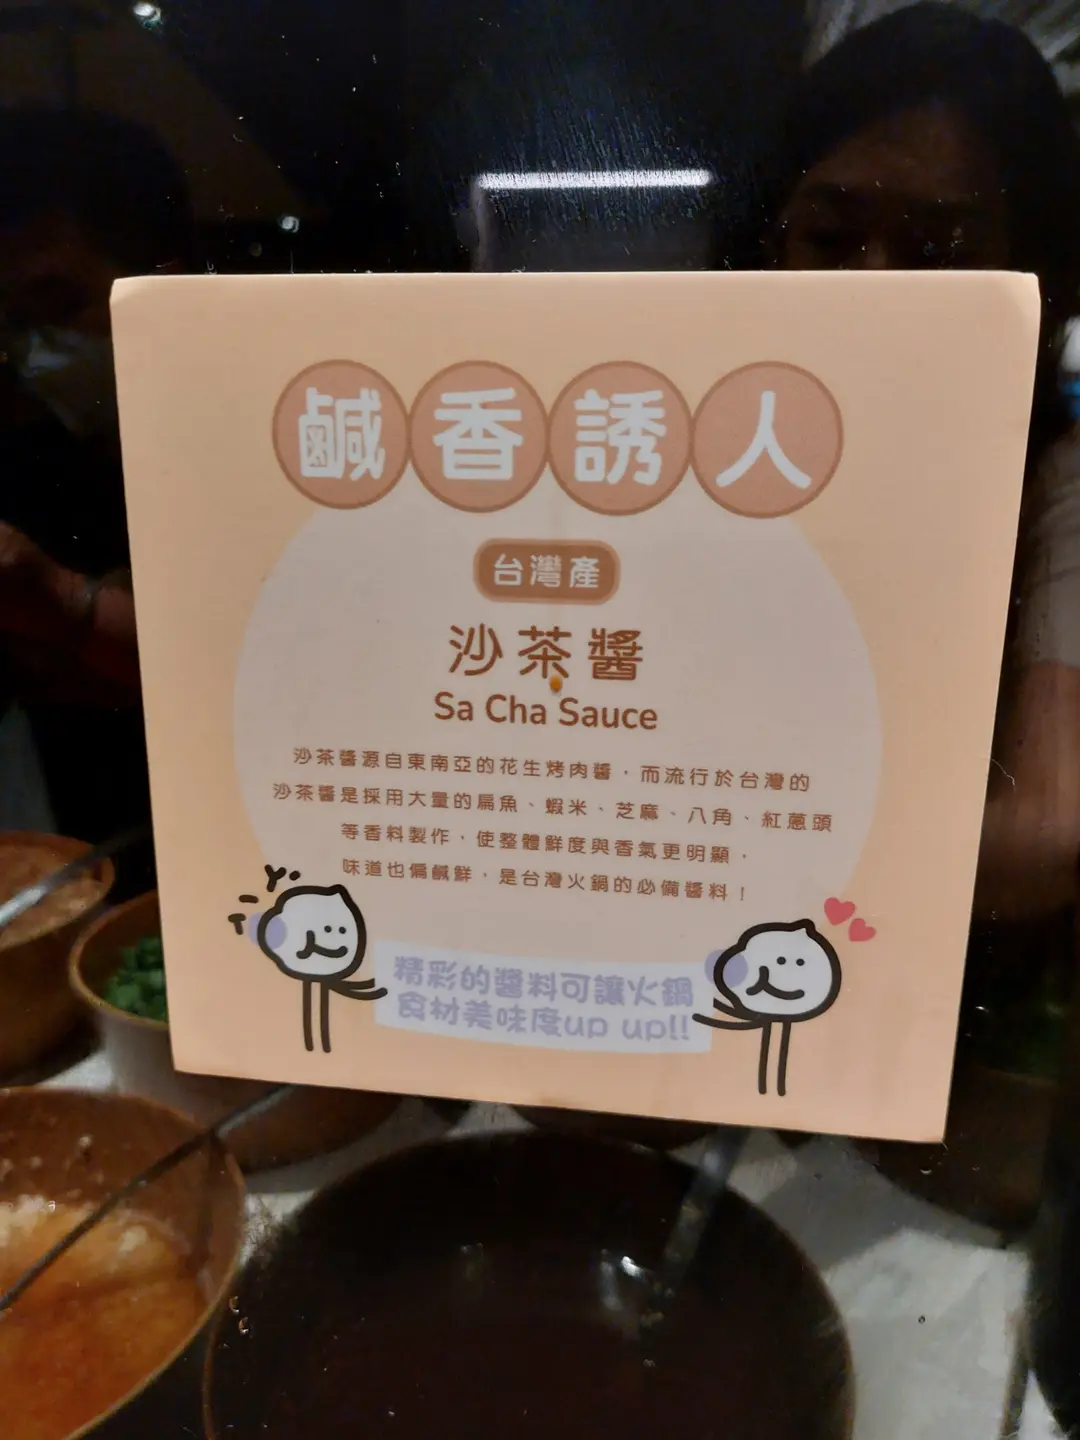 鹹香誘人
台灣產
沙茶醬
Sa Cha Sauce
沙茶醬源自東南亞的花生烤肉醬，而流行於台灣的
沙茶醬是採用大量的扁魚、蝦米、芝麻、八角、紅蔥頭
等香料製作，使整體鮮度與香氣更明顯，
味道也偏鹹鮮，是台灣火鍋的必備醬料！
精彩的醬料可讓火鍋
食材美味度up up!!